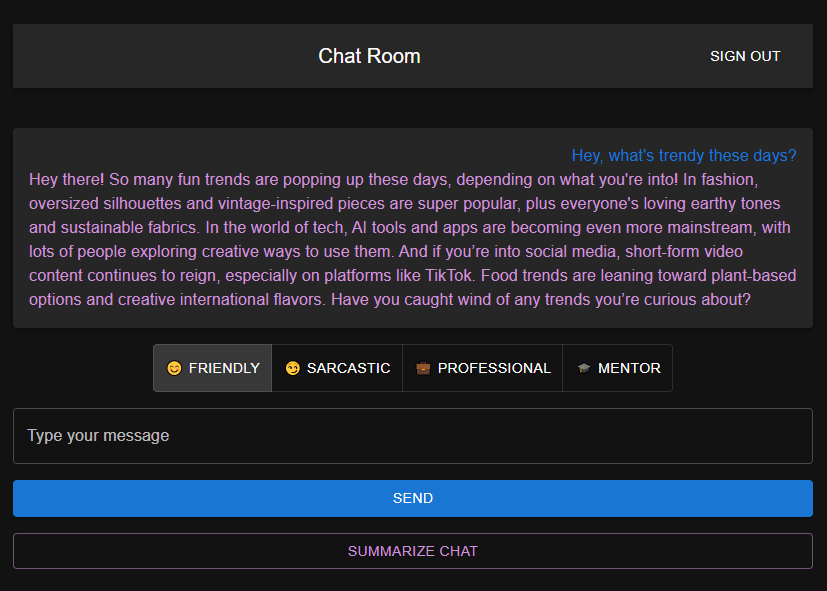 Chat Room
SIGN OUT
Hey, what's trendy these days?
Hey there! So many fun trends are popping up these days, depending on what you're into! In fashion,
oversized silhouettes and vintage-inspired pieces are super popular, plus everyone's loving earthy tones
and sustainable fabrics. In the world of tech, AI tools and apps are becoming even more mainstream, with
lots of people exploring creative ways to use them. And if you’re into social media, short-form video
content continues to reign, especially on platforms like TikTok. Food trends are leaning toward plant-based
options and creative international flavors. Have you caught wind of any trends you’re curious about?
😊 FRIENDLY
😏 SARCASTIC
💼 PROFESSIONAL
🎓 MENTOR
Type your message
SEND
SUMMARIZE CHAT